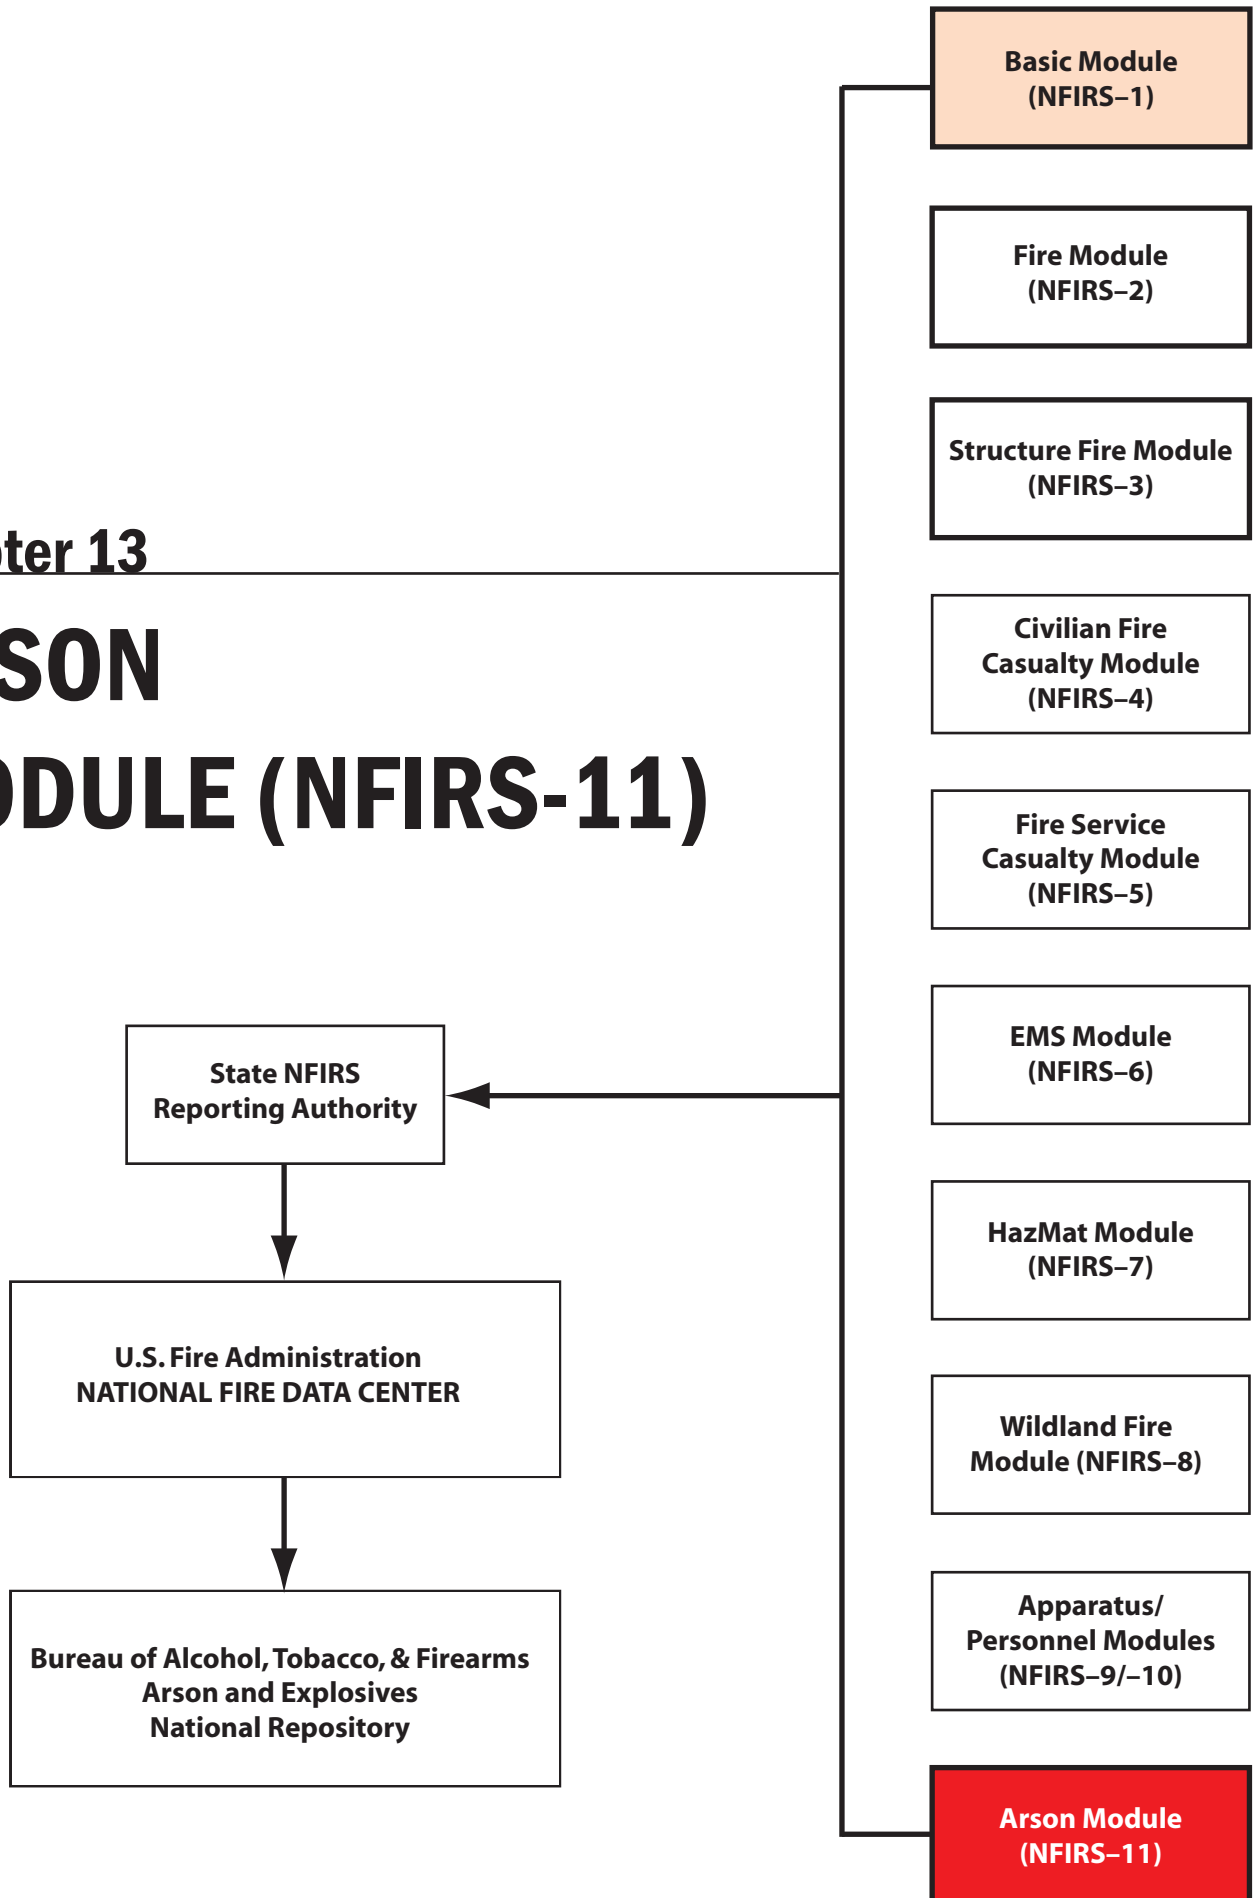 pter 13
SON
ODULE (NFIRS-11)
Basic Module
(NFIRS–1)
Fire Module
(NFIRS–2)
Structure Fire Module
(NFIRS–3)
Civilian Fire
Casualty Module
(NFIRS–4)
Fire Service
Casualty Module
(NFIRS–5)
EMS Module
(NFIRS–6)
HazMat Module
(NFIRS–7)
Wildland Fire
Module (NFIRS–8)
Apparatus/
Personnel Modules
(NFIRS–9/–10)
Arson Module
(NFIRS–11)
State NFIRS
Reporting Authority
U.S. Fire Administration
NATIONAL FIRE DATA CENTER
Bureau of Alcohol, Tobacco, & Firearms
Arson and Explosives
National Repository